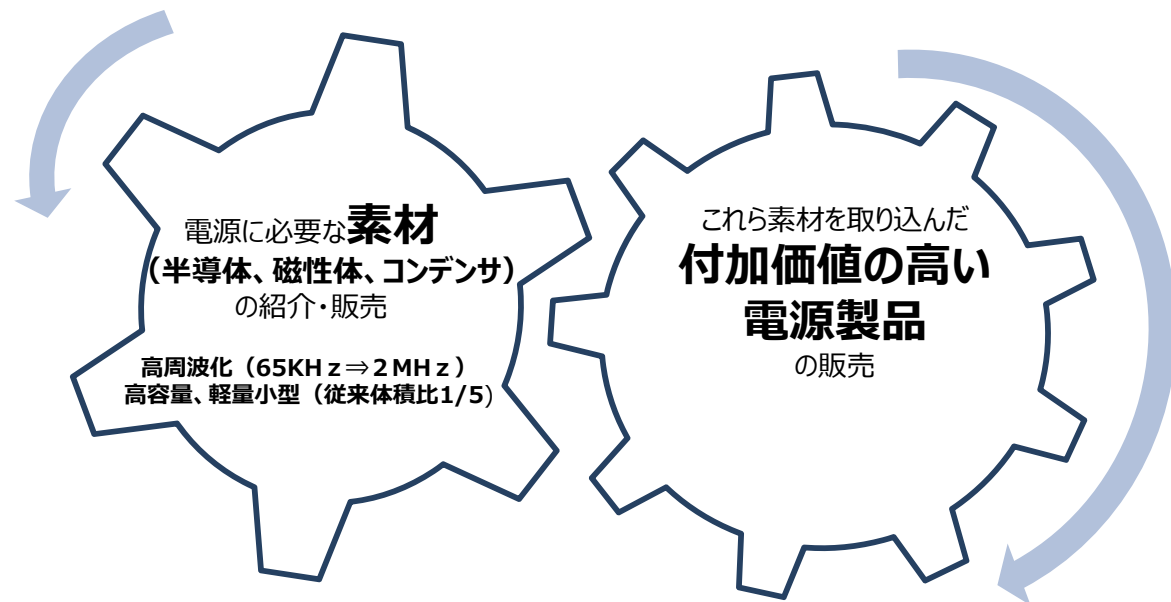 電源に必要な素材
（半導体、磁性体、コンデンサ）
の紹介・販売
高周波化（65KHｚ⇒２MHｚ）
高容量、軽量小型（従来体積比1/5)
これら素材を取り込んだ
付加価値の高い
電源製品
の販売